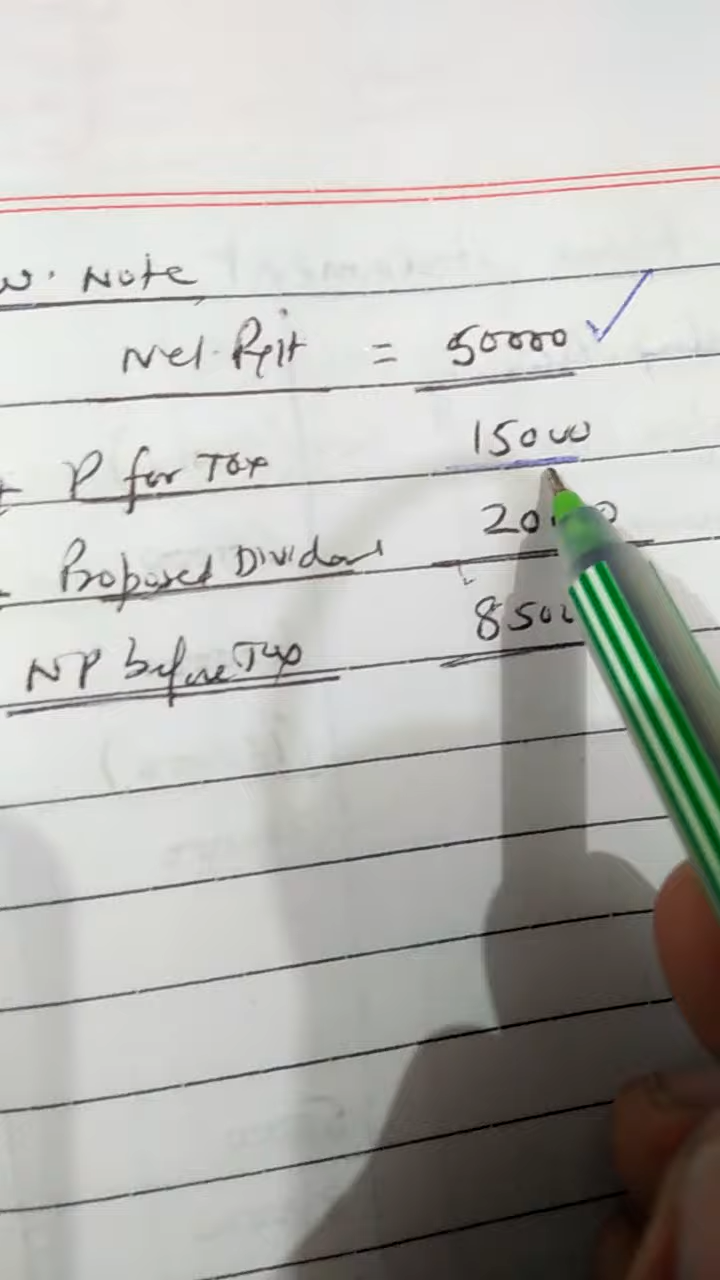 w. Note
Net Profit = 50000 ✓
+ P for Tax 15000
Proposed Dividend
NP before Tax